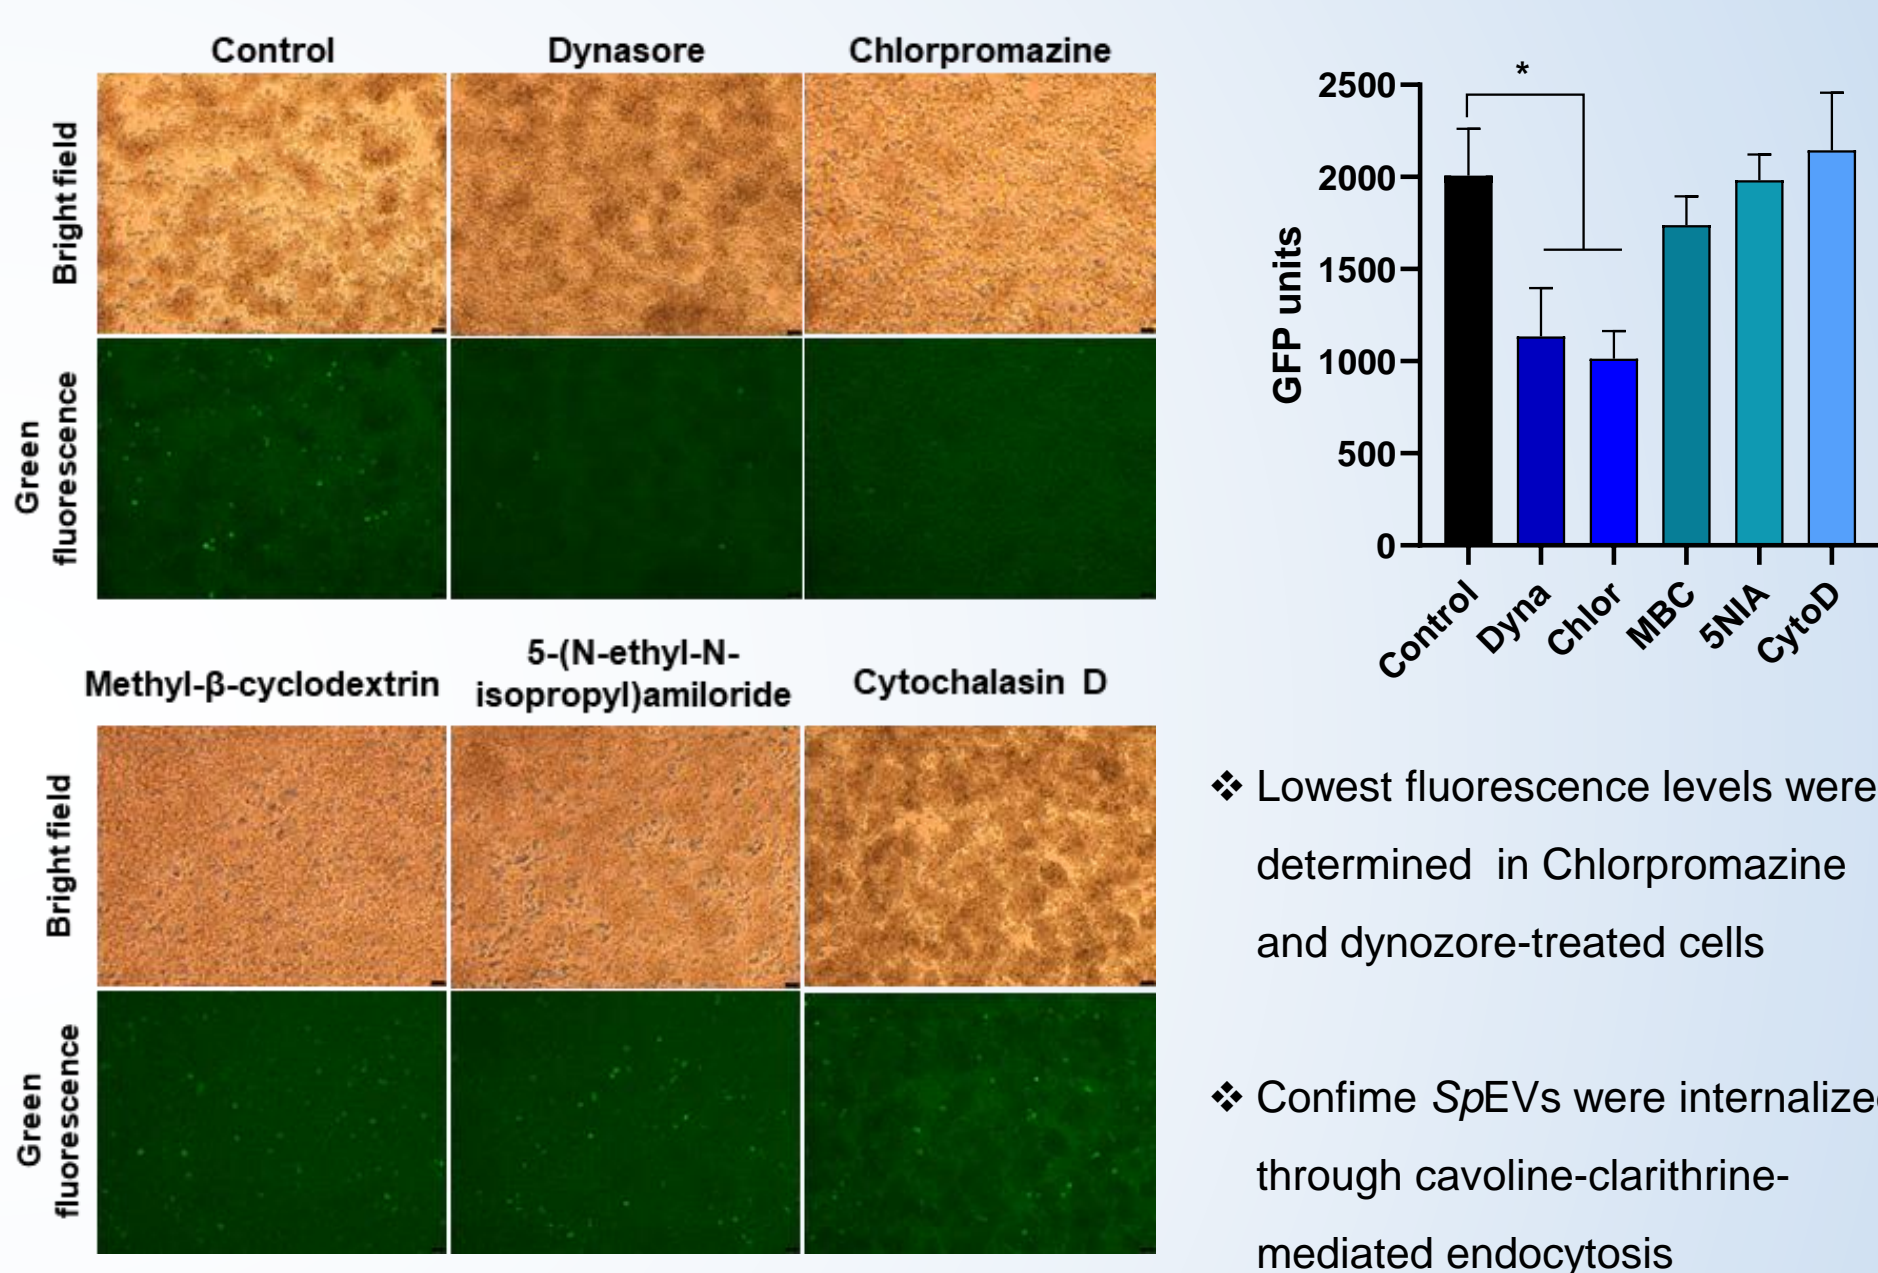 Control
Dynasore
Chlorpromazine
Bright field
Green
fluorescence
Methyl-β-cyclodextrin
5-(N-ethyl-N-
isopropyl)amiloride
Cytochalasin D
Bright field
Green
fluorescence
*
GFP units
2500
2000
1500
1000
500
0
Control
Dyna
Chlor
MBC
5NIA
CytoD
❖ Lowest fluorescence levels were
determined in Chlorpromazine
and dynozore-treated cells
❖ Confime SpEVs were internalized
through cavoline-clarithrine-
mediated endocytosis